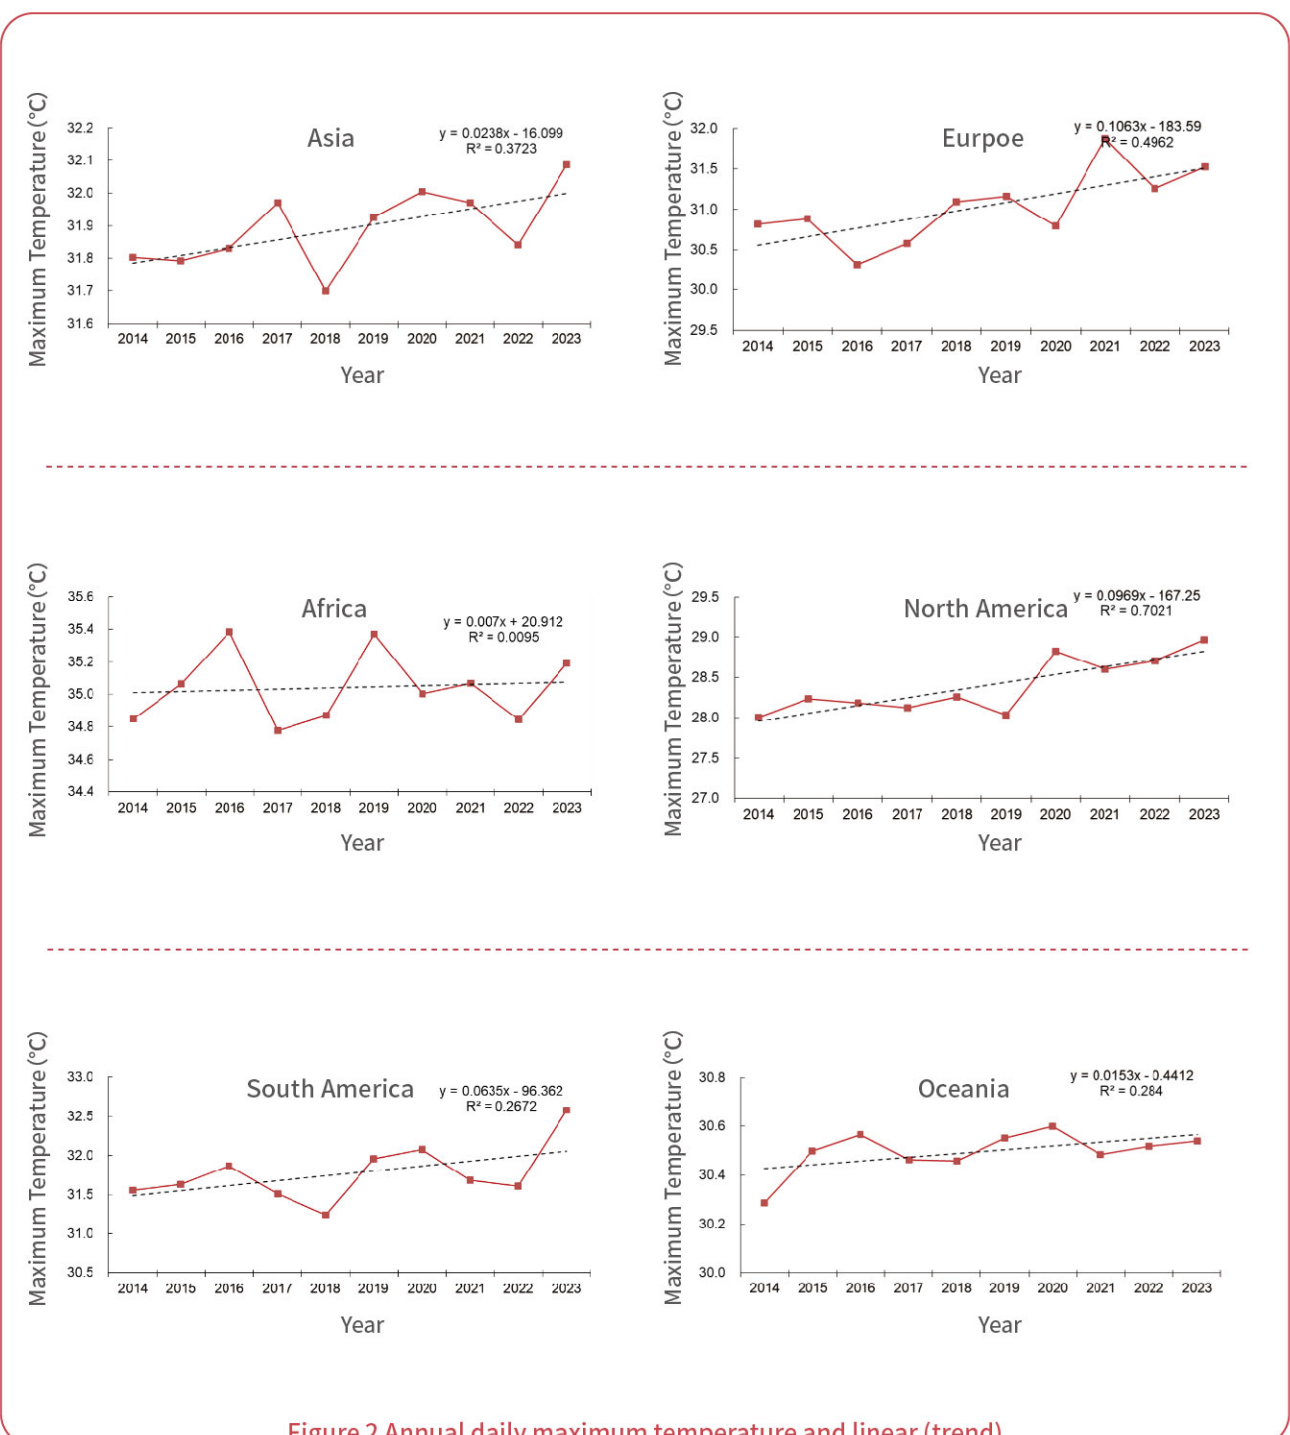 Maximum Temperature (°C)
Asia
y = 0.0238x - 16.099
R² = 0.3723
32.2
32.1
32.0
31.9
31.8
31.7
31.6
2014 2015 2016 2017 2018 2019 2020 2021 2022 2023
Year
Maximum Temperature (°C)
Eurpoe
y = 0.1063x - 183.59
R² = 0.4962
32.0
31.5
31.0
30.5
30.0
29.5
2014 2015 2016 2017 2018 2019 2020 2021 2022 2023
Year
Maximum Temperature (°C)
Africa
y = 0.007x + 20.912
R² = 0.0095
35.6
35.4
35.2
35.0
34.8
34.6
34.4
2014 2015 2016 2017 2018 2019 2020 2021 2022 2023
Year
Maximum Temperature (°C)
North America
y = 0.0969x - 167.25
R² = 0.7021
29.5
29.0
28.5
28.0
27.5
27.0
2014 2015 2016 2017 2018 2019 2020 2021 2022 2023
Year
Maximum Temperature (°C)
South America
y = 0.0635x - 96.362
R² = 0.2672
33.0
32.5
32.0
31.5
31.0
30.5
2014 2015 2016 2017 2018 2019 2020 2021 2022 2023
Year
Maximum Temperature (°C)
Oceania
y = 0.0153x - 0.4412
R² = 0.284
30.8
30.6
30.4
30.2
30.0
2014 2015 2016 2017 2018 2019 2020 2021 2022 2023
Year
Figure 2 Annual daily maximum temperature and linear (trend)